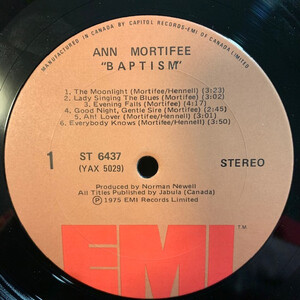 MANUFACTURED IN CANADA BY CAPITOL RECORDS-EMI OF CANADA LIMITED
ANN MORTIFEE
"BAPTISM"
1. The Moonlight (Mortifee/Hennell) (3:23)
2. Lady Singing The Blues (Mortifee) (3:36)
3. Evening Falls (Mortifee) (4:17)
4. Good Night, Gentle Sire (Mortifee) (2:45)
5. Ah! Lover (Mortifee/Hennell) (3:05)
6. Everybody Knows (Mortifee) (3:50)
1 ST 6437 STEREO
(YAX 5029)
Produced by Norman Newell
All Titles Published by Jabula (Canada)
Ⓟ 1975 EMI Records Limited
EMI TM